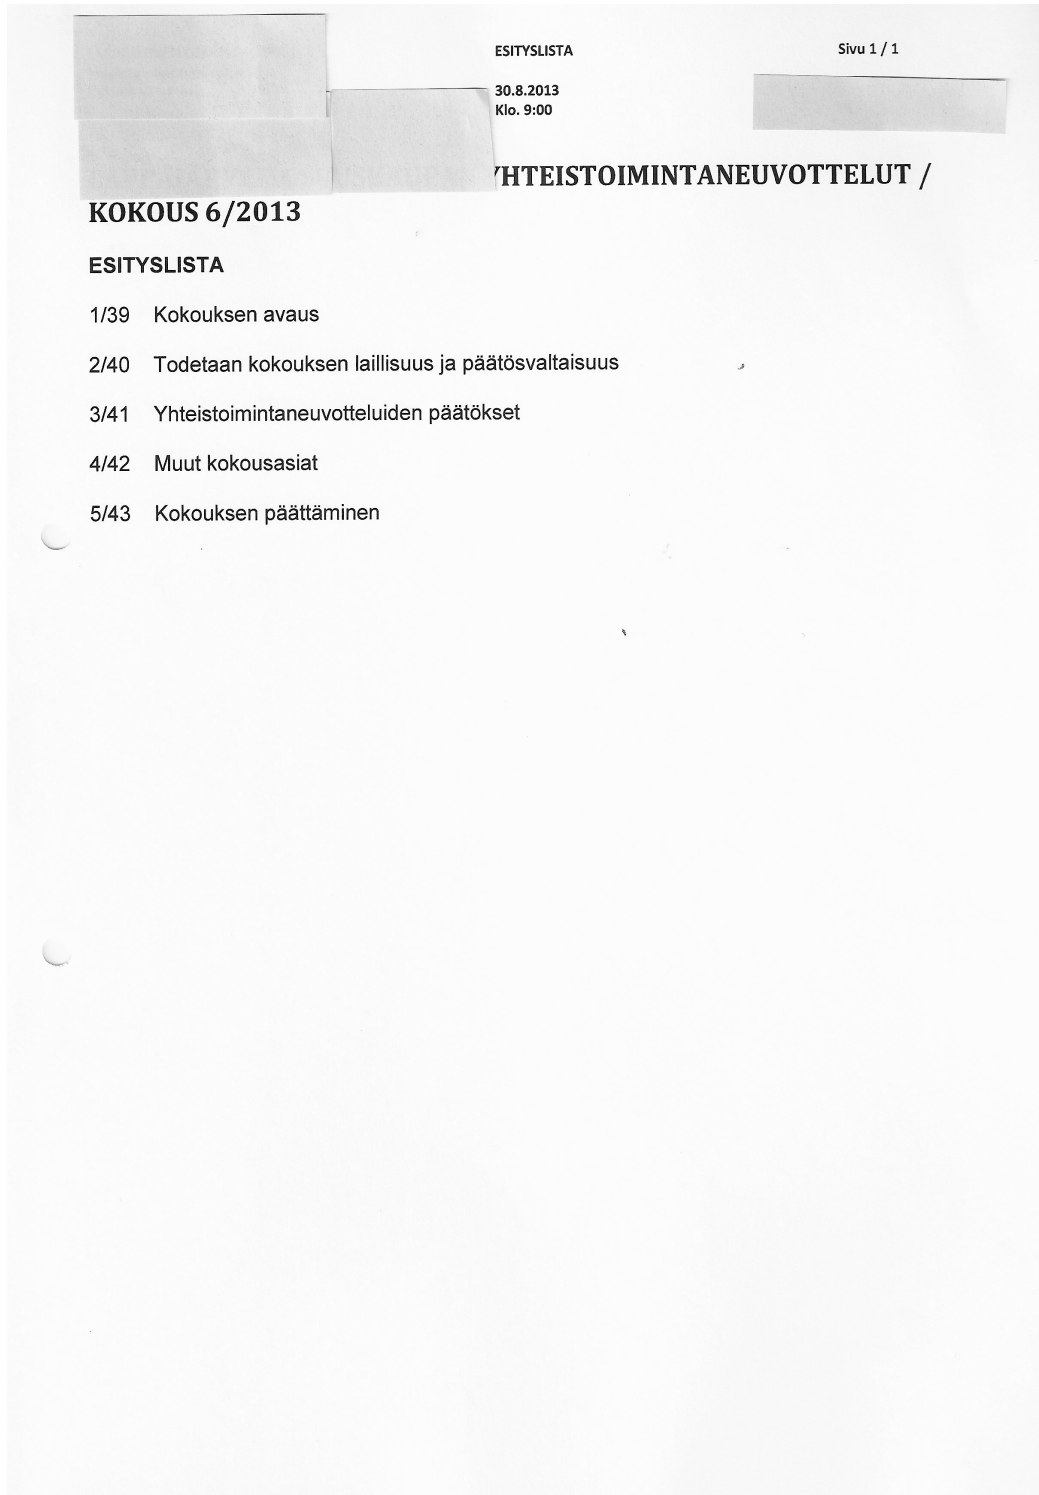 ESITYSLISTA
Sivu 1 / 1
30.8.2013
Klo. 9:00
YHTEISTOIMINTANEUVOTTELUT /
KOKOUS 6/2013
ESITYSLISTA
1/39 Kokouksen avaus
2/40 Todetaan kokouksen laillisuus ja päätösvaltaisuus
3/41 Yhteistoimintaneuvotteluiden päätökset
4/42 Muut kokousasiat
5/43 Kokouksen päättäminen